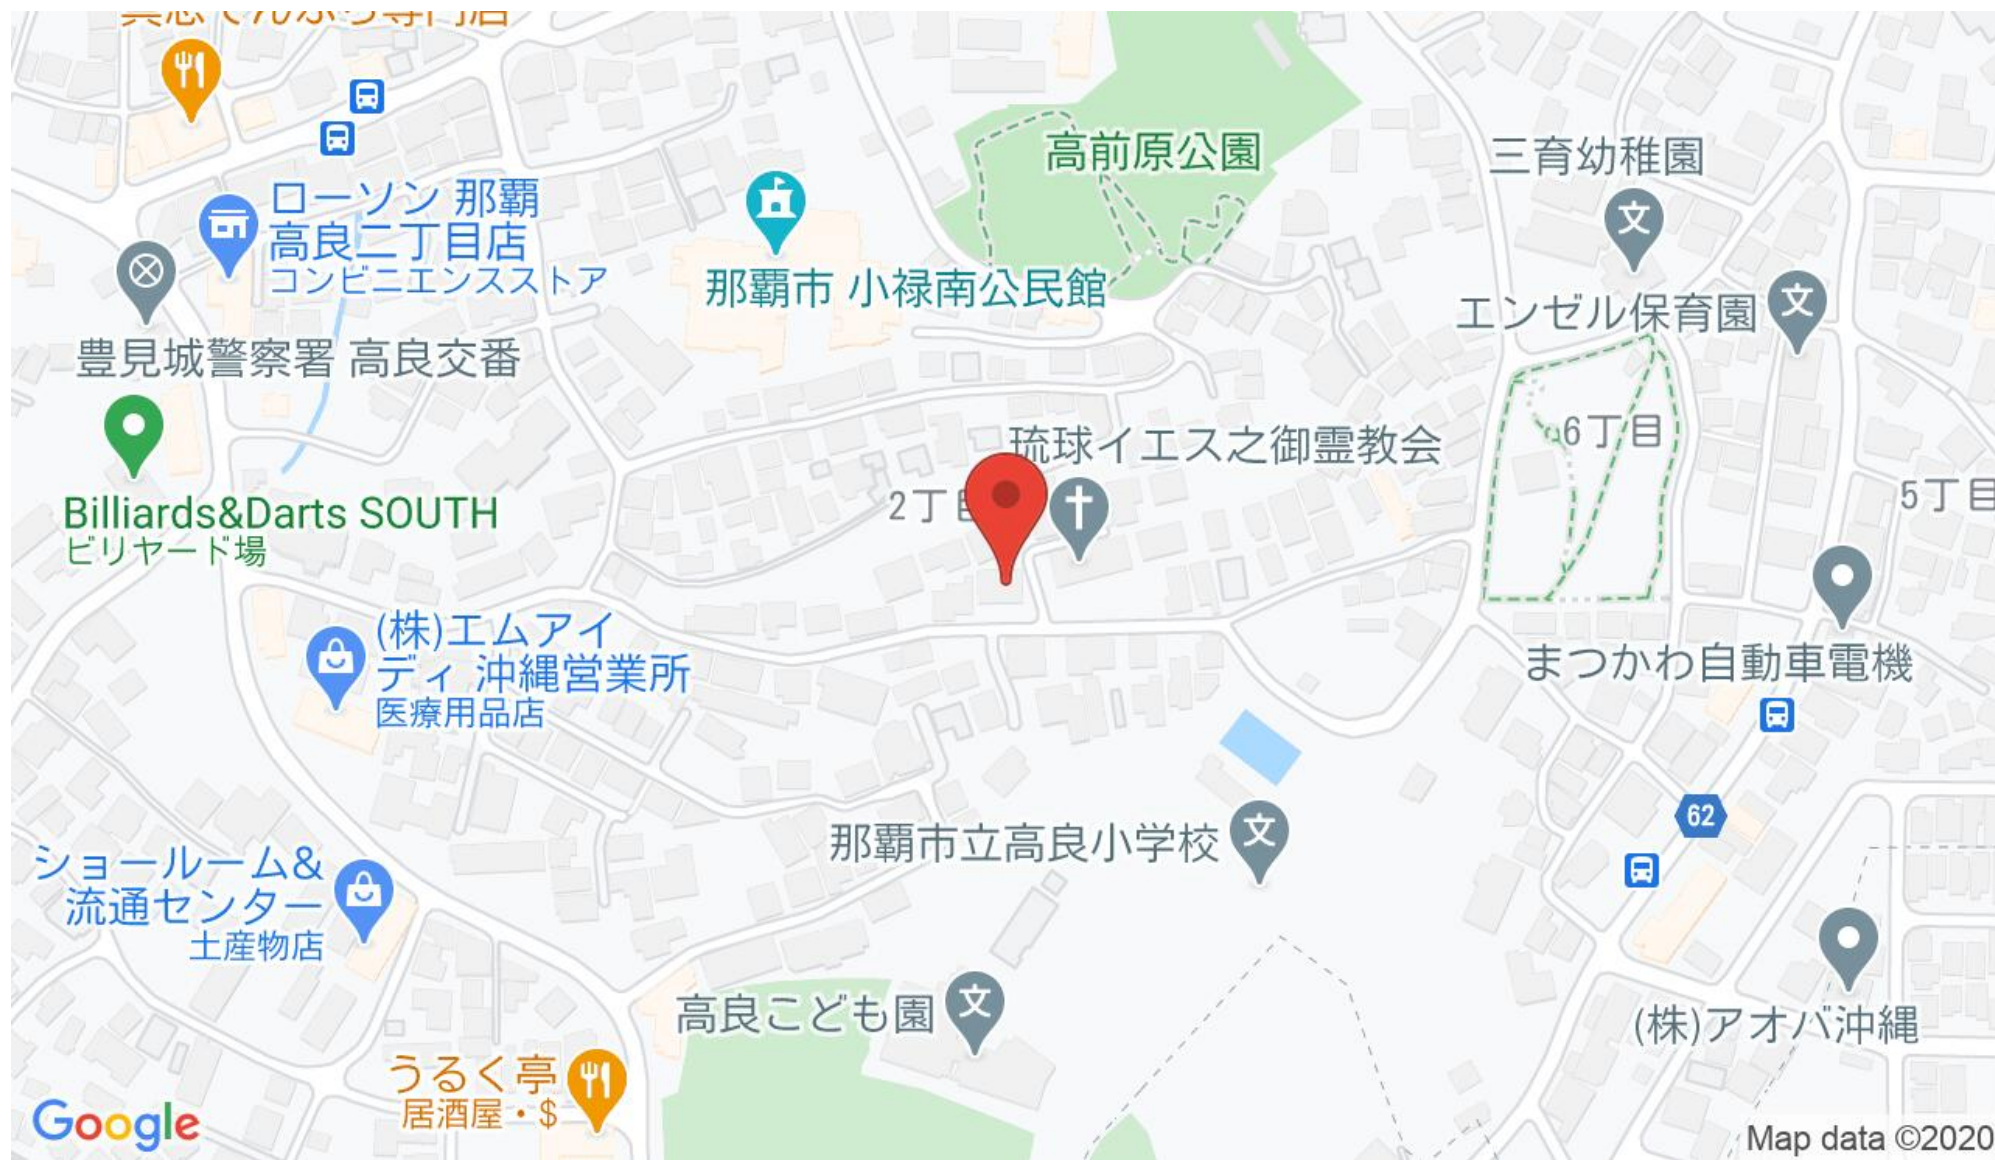 高前原公園
三育幼稚園
ローソン 那覇
高良二丁目店
コンビニエンスストア
那覇市 小禄南公民館
エンゼル保育園
豊見城警察署 高良交番
琉球イエス之御霊教会
6丁目
2丁目
5丁目
Billiards&Darts SOUTH
ビリヤード場
(株)エムアイ
ディ 沖縄営業所
医療用品店
まつかわ自動車電機
62
那覇市立高良小学校
ショールーム&
流通センター
土産物店
高良こども園
(株)アオバ沖縄
うるく亭
居酒屋・$
Google
Map data ©2020